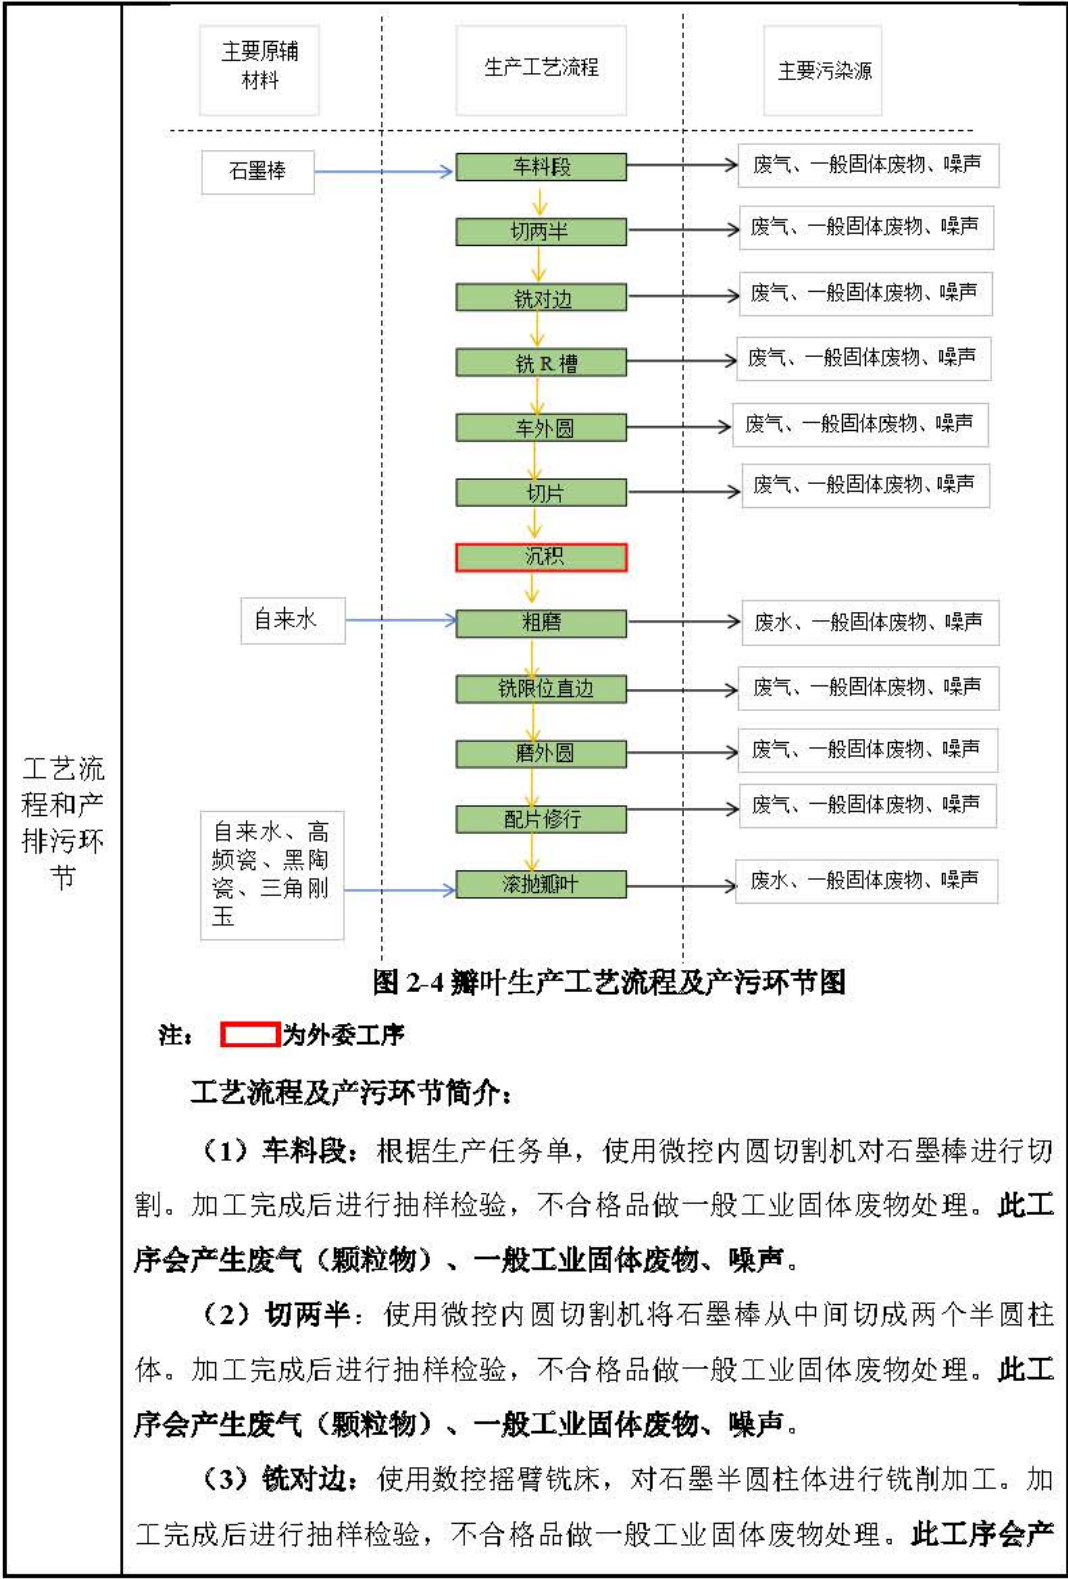 主要原辅
材料
生产工艺流程
主要污染源
石墨棒
车料段
废气、一般固体废物、噪声
切两半
废气、一般固体废物、噪声
铣对边
废气、一般固体废物、噪声
铣 R 槽
废气、一般固体废物、噪声
车外圆
废气、一般固体废物、噪声
切片
废气、一般固体废物、噪声
沉积
自来水
粗磨
废水、一般固体废物、噪声
铣限位直边
废气、一般固体废物、噪声
磨外圆
废气、一般固体废物、噪声
配片修行
废气、一般固体废物、噪声
自来水、高
频瓷、黑陶
瓷、三角刚
玉
滚抛瓣叶
废水、一般固体废物、噪声
工艺流
程和产
排污环
节
图 2-4 瓣叶生产工艺流程及产污环节图
注： 为外委工序
工艺流程及产污环节简介：
（1）车料段：根据生产任务单，使用微控内圆切割机对石墨棒进行切
割。加工完成后进行抽样检验，不合格品做一般工业固体废物处理。此工
序会产生废气（颗粒物）、一般工业固体废物、噪声。
（2）切两半：使用微控内圆切割机将石墨棒从中间切成两个半圆柱
体。加工完成后进行抽样检验，不合格品做一般工业固体废物处理。此工
序会产生废气（颗粒物）、一般工业固体废物、噪声。
（3）铣对边：使用数控摇臂铣床，对石墨半圆柱体进行铣削加工。加
工完成后进行抽样检验，不合格品做一般工业固体废物处理。此工序会产